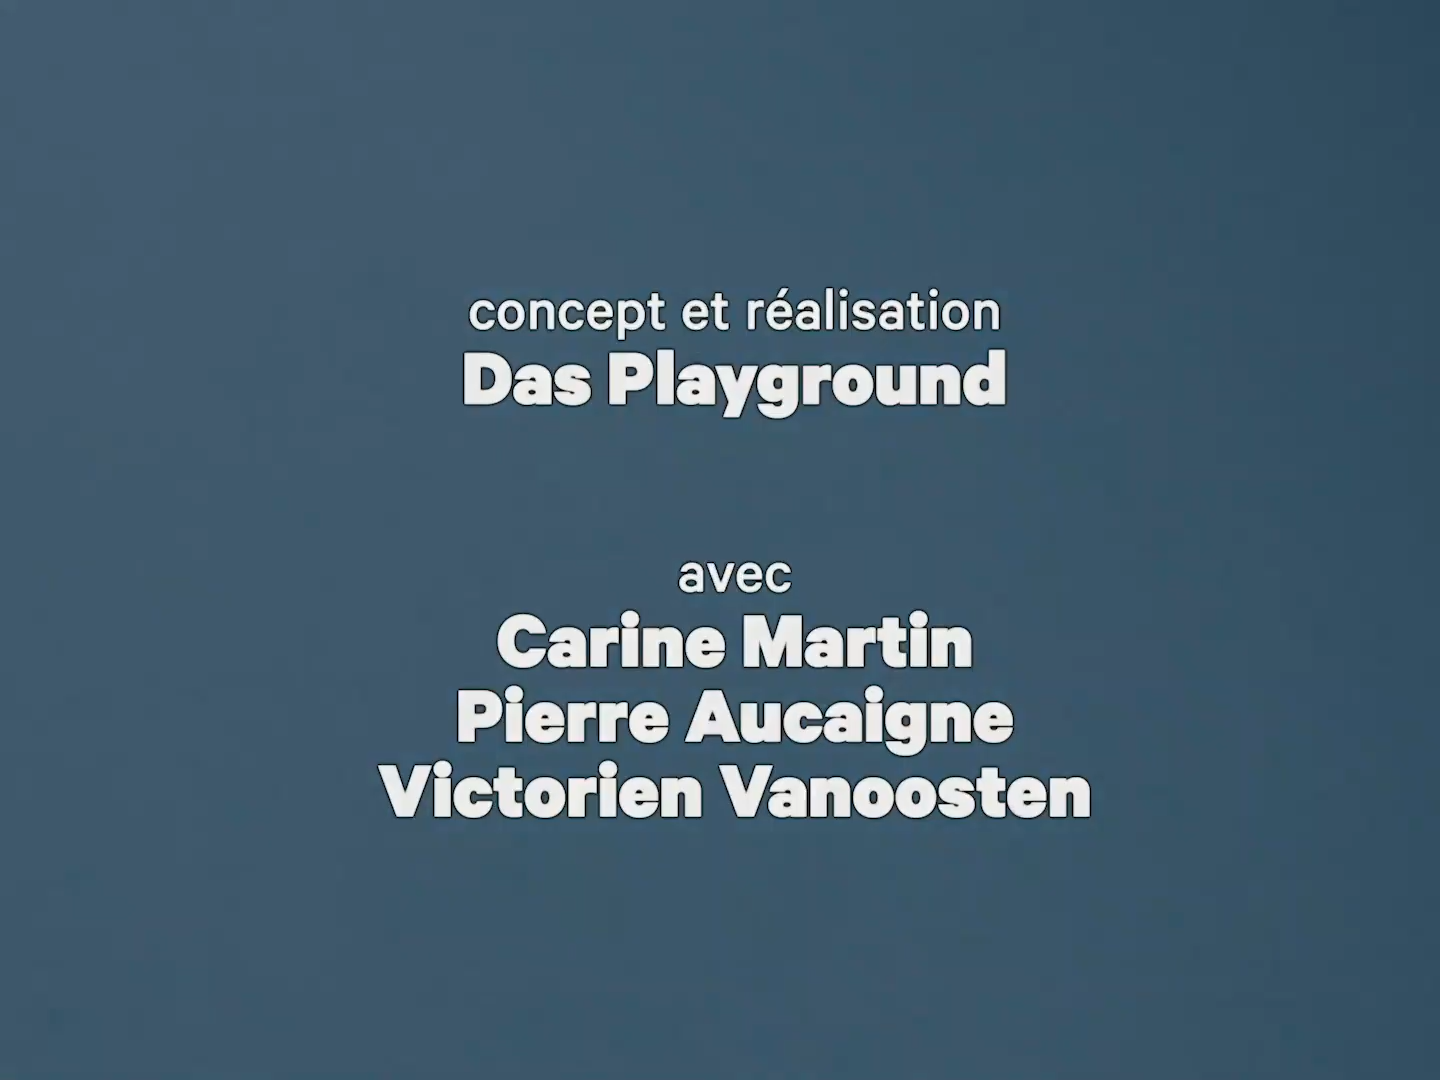 concept et réalisation
Das Playground
avec
Carine Martin
Pierre Aucaigne
Victorien Vanoosten